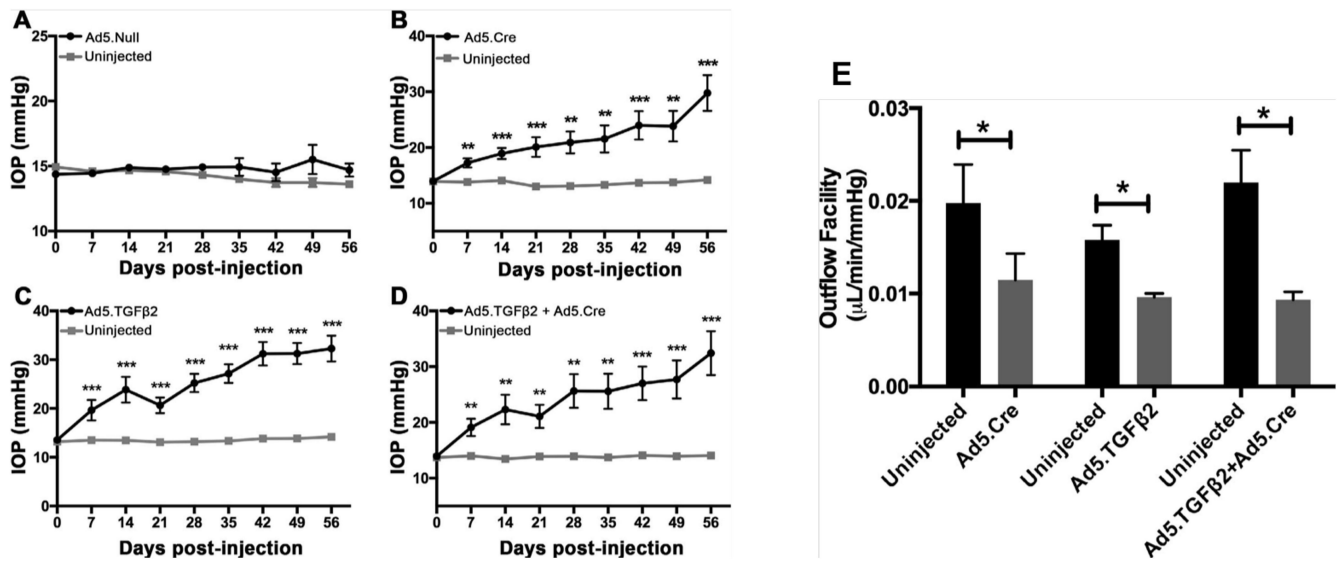 A
Ad5.Null
Uninjected
25
20
15
10
IOP (mmHg)
0 7 14 21 28 35 42 49 56
Days post-injection
B
Ad5.Cre
Uninjected
40
30
20
10
IOP (mmHg)
** *** *** ** ** *** ** ***
0 7 14 21 28 35 42 49 56
Days post-injection
C
Ad5.TGFβ2
Uninjected
40
30
20
10
0
IOP (mmHg)
*** *** *** *** *** *** *** ***
0 7 14 21 28 35 42 49 56
Days post-injection
D
Ad5.TGFβ2 + Ad5.Cre
Uninjected
40
30
20
10
IOP (mmHg)
** ** ** ** ** *** *** ***
0 7 14 21 28 35 42 49 56
Days post-injection
E
0.03
0.02
0.01
0.00
Outflow Facility
(μL/min/mmHg)
* * *
Uninjected
Ad5.Cre
Uninjected
Ad5.TGFβ2
Uninjected
Ad5.TGFβ2+Ad5.Cre